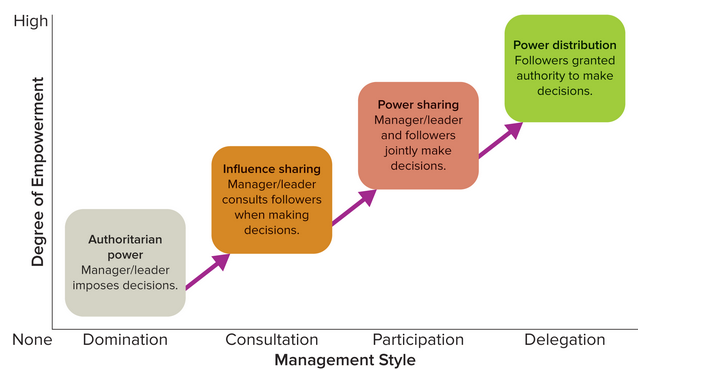 High
Degree of Empowerment
Power distribution
Followers granted
authority to make
decisions.
Power sharing
Manager/leader
and followers
jointly make
decisions.
Influence sharing
Manager/leader
consults followers
when making
decisions.
Authoritarian
power
Manager/leader
imposes decisions.
None
Domination
Consultation
Participation
Delegation
Management Style